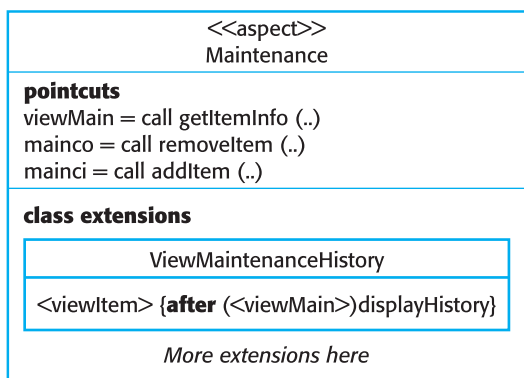 <<aspect>>
Maintenance
pointcuts
viewMain = call getItemInfo (..)
mainco = call removeItem (..)
mainci = call addItem (..)
class extensions
ViewMaintenanceHistory
<viewItem> {after (<viewMain>)displayHistory}
More extensions here